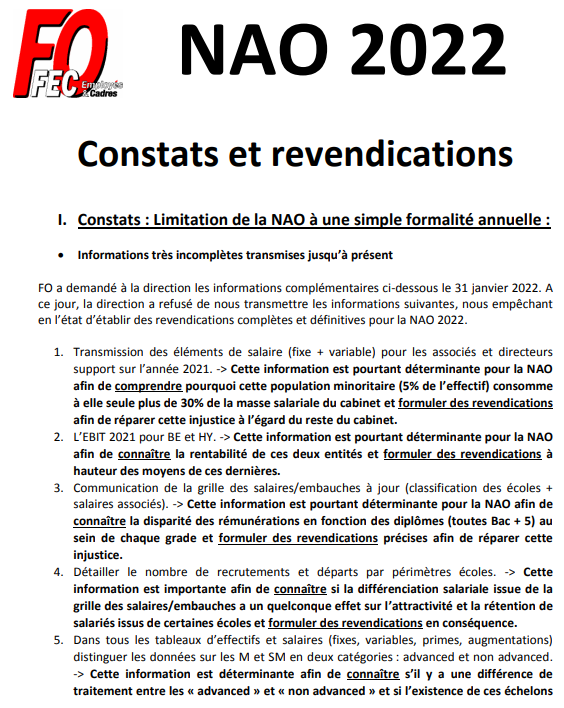 FO
FEC Employés
&Cadres
NAO 2022
Constats et revendications
I. Constats : Limitation de la NAO à une simple formalité annuelle :
• Informations très incomplètes transmises jusqu’à présent
FO a demandé à la direction les informations complémentaires ci-dessous le 31 janvier 2022. A
ce jour, la direction a refusé de nous transmettre les informations suivantes, nous empêchant
en l’état d’établir des revendications complètes et définitives pour la NAO 2022.
1. Transmission des éléments de salaire (fixe + variable) pour les associés et directeurs
support sur l’année 2021. -> Cette information est pourtant déterminante pour la NAO
afin de comprendre pourquoi cette population minoritaire (5% de l’effectif) consomme
à elle seule plus de 30% de la masse salariale du cabinet et formuler des revendications
afin de réparer cette injustice à l’égard du reste du cabinet.
2. L’EBIT 2021 pour BE et HY. -> Cette information est pourtant déterminante pour la NAO
afin de connaître la rentabilité de ces deux entités et formuler des revendications à
hauteur des moyens de ces dernières.
3. Communication de la grille des salaires/embauches à jour (classification des écoles +
salaires associés). -> Cette information est pourtant déterminante pour la NAO afin de
connaître la disparité des rémunérations en fonction des diplômes (toutes Bac + 5) au
sein de chaque grade et formuler des revendications précises afin de réparer cette
injustice.
4. Détailler le nombre de recrutements et départs par périmètres écoles. -> Cette
information est importante afin de connaître si la différenciation salariale issue de la
grille des salaires/embauches a un quelconque effet sur l’attractivité et la rétention de
salariés issus de certaines écoles et formuler des revendications en conséquence.
5. Dans tous les tableaux d’effectifs et salaires (fixes, variables, primes, augmentations)
distinguer les données sur les M et SM en deux catégories : advanced et non advanced.
-> Cette information est déterminante afin de connaître s’il y a une différence de
traitement entre les « advanced » et « non advanced » et si l’existence de ces échelons